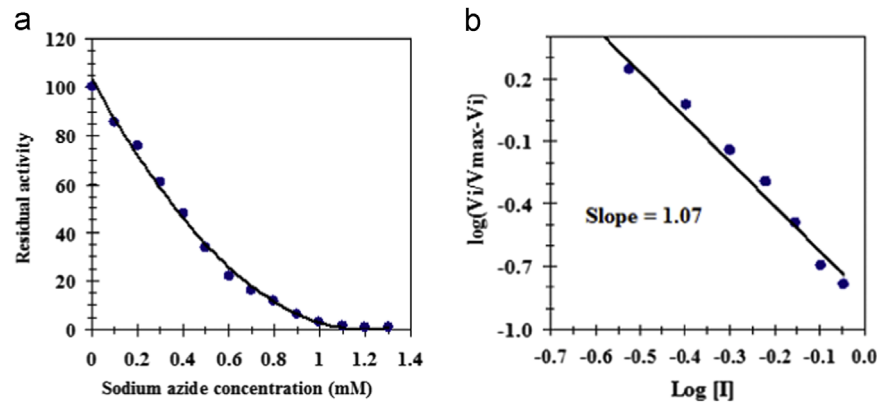 a
120
100
80
60
40
20
0
Residual activity
0 0.2 0.4 0.6 0.8 1 1.2 1.4
Sodium azide concentration (mM)
b
0.2
-0.1
-0.4
-0.7
-1.0
log(Vi/Vmax-Vi)
Slope = 1.07
-0.7 -0.6 -0.5 -0.4 -0.3 -0.2 -0.1 0.0
Log [I]